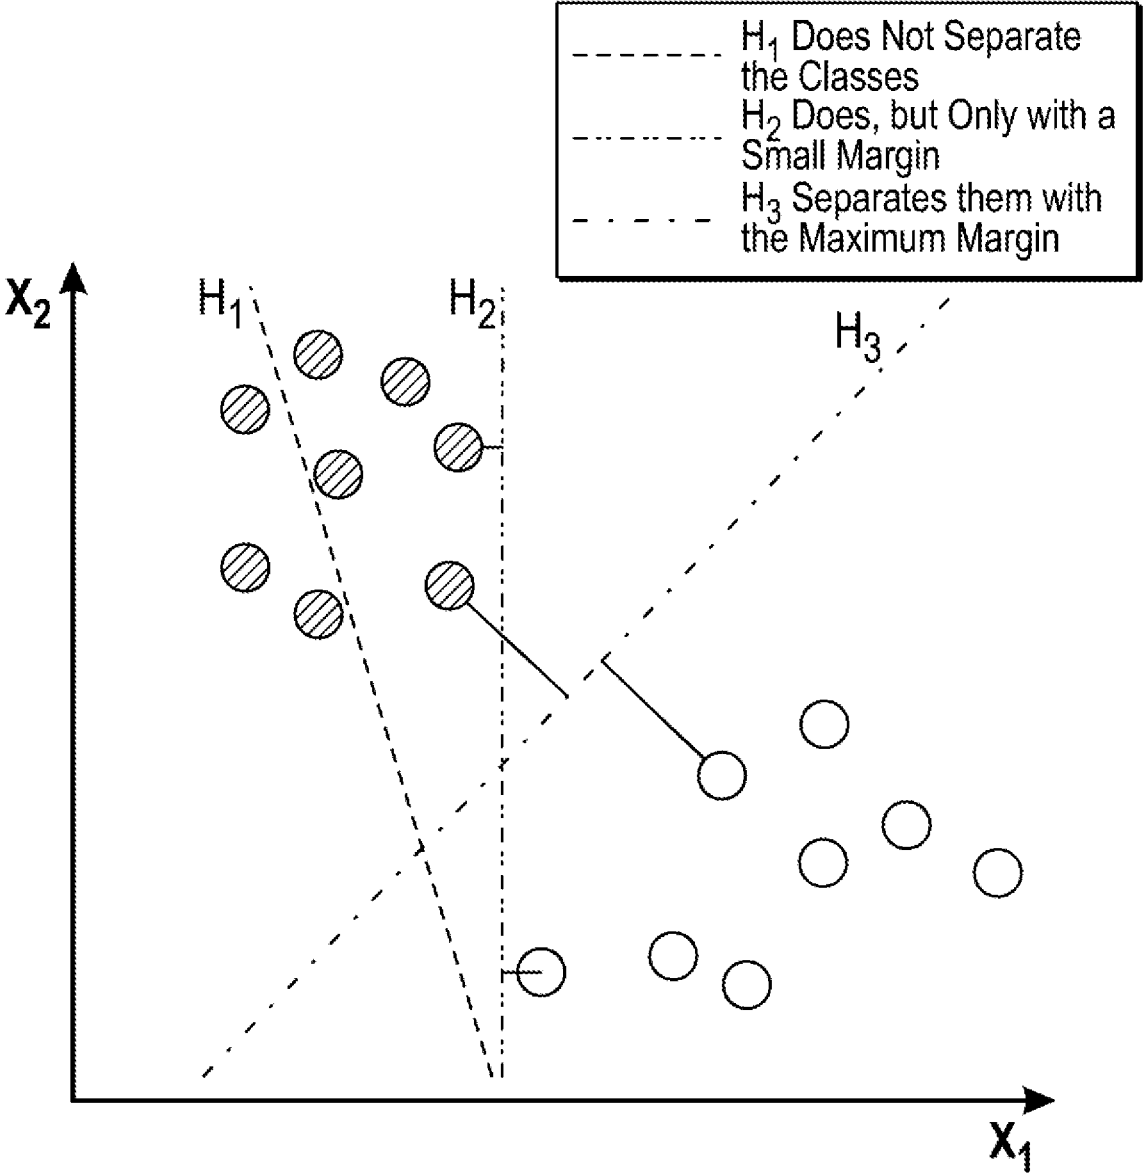 H₁ Does Not Separate
the Classes
H₂ Does, but Only with a
Small Margin
H₃ Separates them with
the Maximum Margin
X₂
H₁
H₂
H₃
X₁